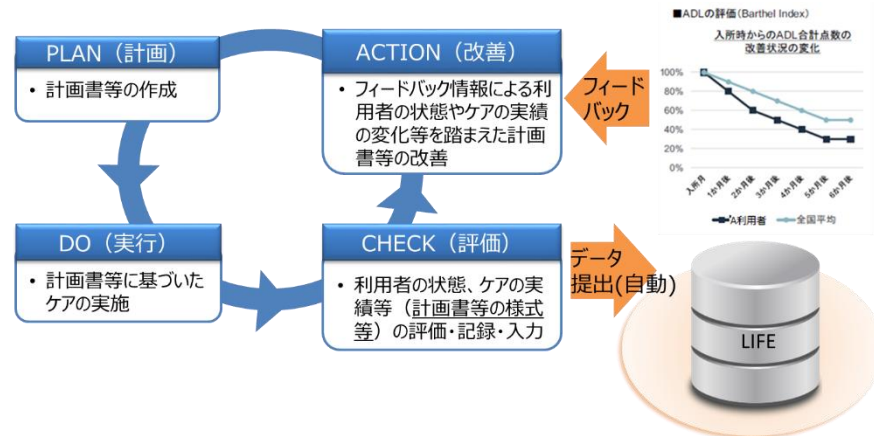 PLAN（計画）
・ 計画書等の作成
ACTION（改善）
・ フィードバック情報による利
用者の状態やケアの実績
の変化等を踏まえた計画
書等の改善
フィード
バック
■ADLの評価(Barthel Index)
入所時からのADL合計点数の
改善状況の変化
100%
80%
60%
40%
20%
0%
入所月
1か月後
2か月後
3か月後
4か月後
5か月後
6か月後
A利用者
全国平均
DO（実行）
・ 計画書等に基づいた
ケアの実施
CHECK（評価）
・ 利用者の状態、ケアの実
績等（計画書等の様式
等）の評価・記録・入力
データ
提出(自動)
LIFE